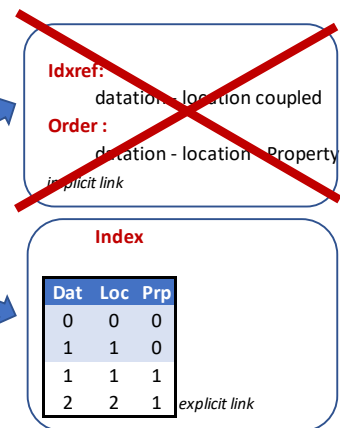 Idxref:
datation - location coupled
Order :
datation - location - Property
implicit link
Index
Dat Loc Prp
0 0 0
1 1 0
1 1 1
2 2 1 explicit link